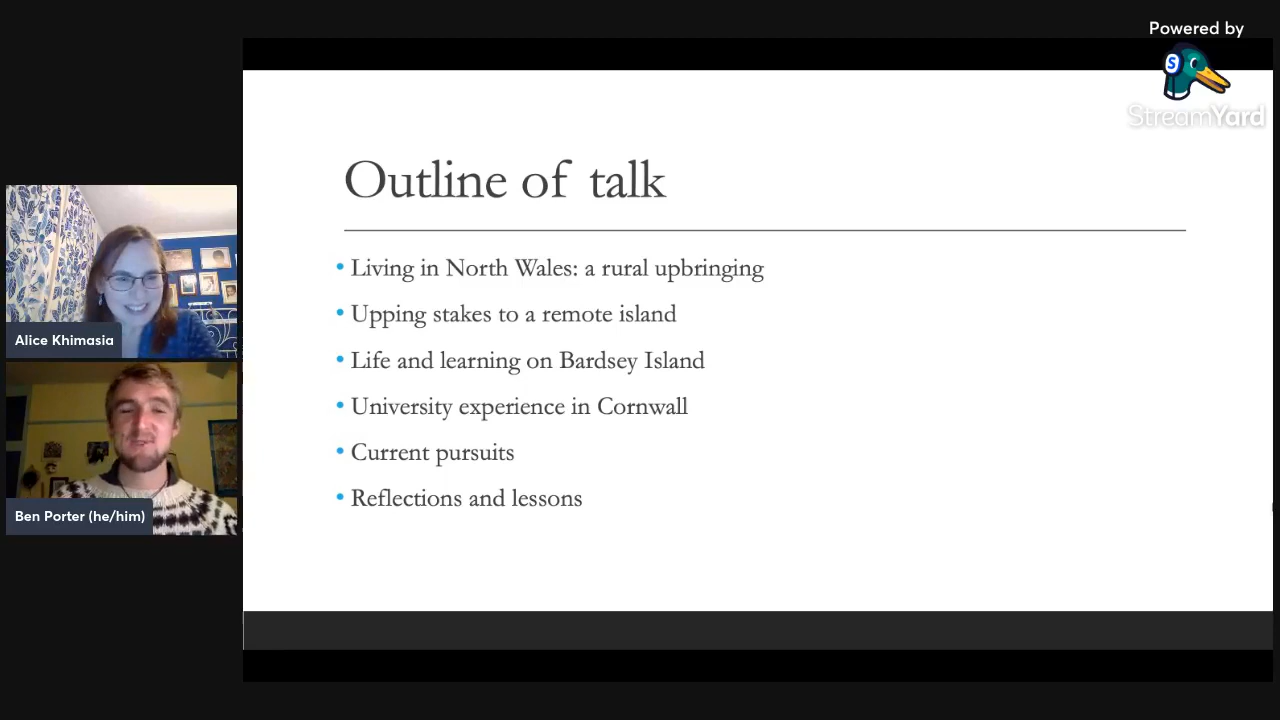 Powered by
S
StreamYard
Outline of talk
• Living in North Wales: a rural upbringing
• Upping stakes to a remote island
• Life and learning on Bardsey Island
• University experience in Cornwall
• Current pursuits
• Reflections and lessons
Alice Khimasia
Ben Porter (he/him)